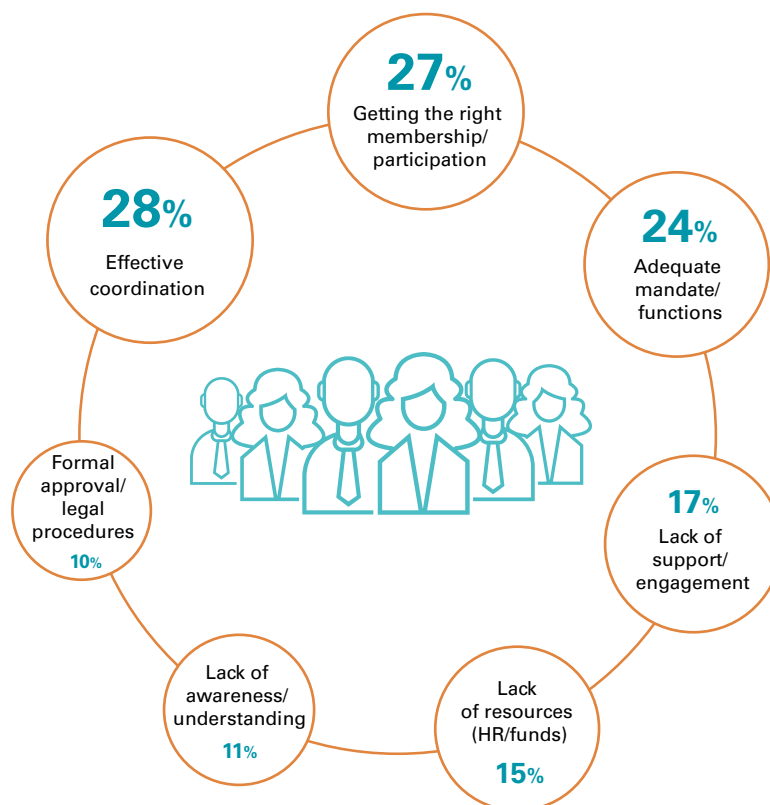 27%
Getting the right
membership/
participation
28%
Effective
coordination
24%
Adequate
mandate/
functions
Formal
approval/
legal
procedures
10%
17%
Lack of
support/
engagement
Lack of
awareness/
understanding
11%
Lack
of resources
(HR/funds)
15%